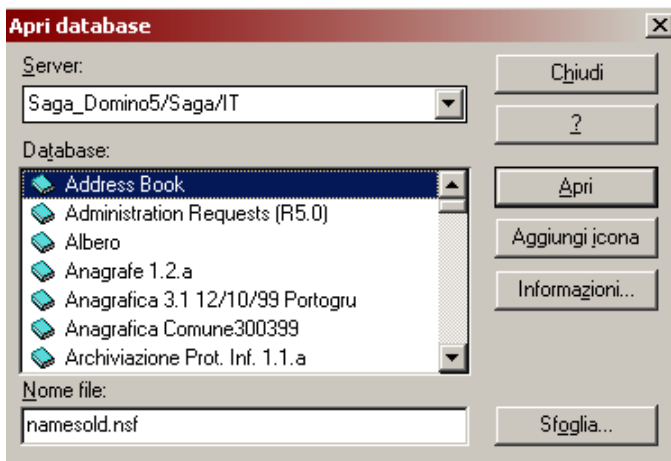 Apri database
Server:
Chiudi
Saga_Domino5/Saga/IT
?
Database:
Address Book
Apri
Administration Requests (R5.0)
Albero
Aggiungi icona
Anagrafe 1.2.a
Anagrafica 3.1 12/10/99 Portogru
Informazioni...
Anagrafica Comune300399
Archiviazione Prot. Inf. 1.1.a
Nome file:
namesold.nsf
Sfoglia...